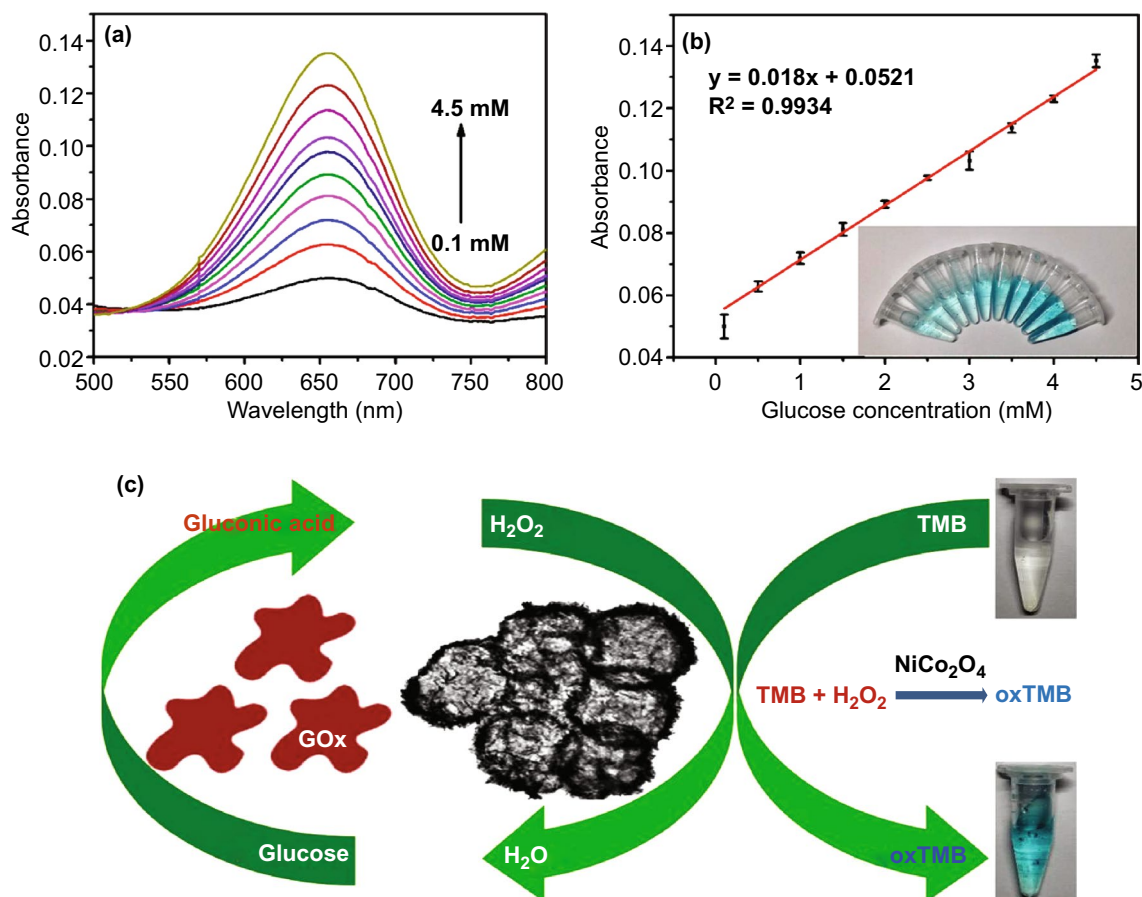 (a)
0.14
0.12
0.10
0.08
0.06
0.04
0.02
Absorbance
4.5 mM
0.1 mM
500 550 600 650 700 750 800
Wavelength (nm)
(b)
y = 0.018x + 0.0521
R² = 0.9934
0.14
0.12
0.10
0.08
0.06
0.04
Absorbance
0 1 2 3 4 5
Glucose concentration (mM)
(c)
Gluconic acid
H₂O₂
TMB
GOx
NiCo₂O₄
TMB + H₂O₂ oxTMB
Glucose
H₂O
oxTMB